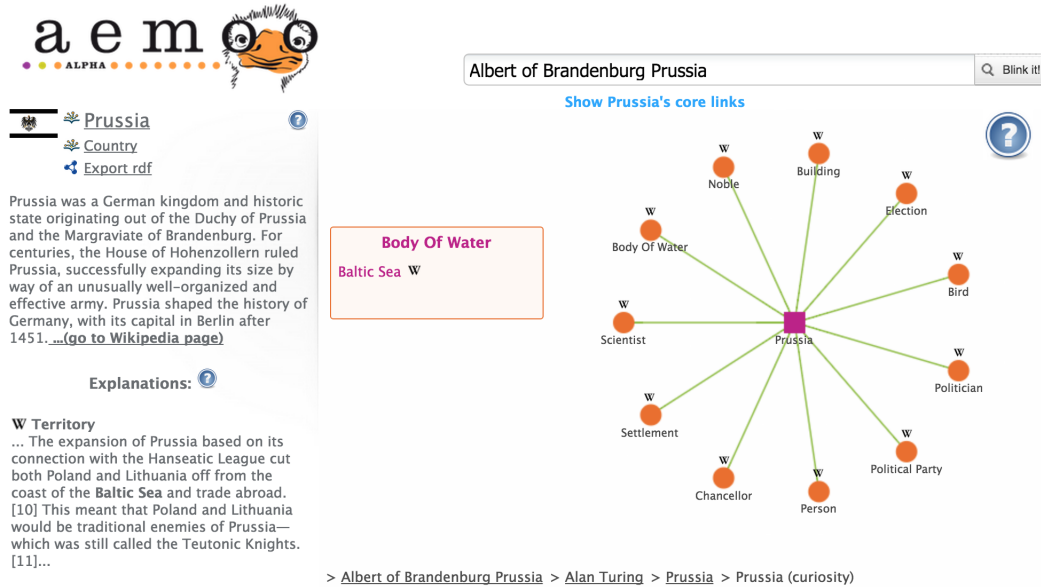 aemoo
ALPHA
Albert of Brandenburg Prussia
Blink it!
Show Prussia's core links
Prussia
Country
Export rdf
Prussia was a German kingdom and historic
state originating out of the Duchy of Prussia
and the Margraviate of Brandenburg. For
centuries, the House of Hohenzollern ruled
Prussia, successfully expanding its size by
way of an unusually well-organized and
effective army. Prussia shaped the history of
Germany, with its capital in Berlin after
1451. ...(go to Wikipedia page)
Explanations: ?
W Territory
... The expansion of Prussia based on its
connection with the Hanseatic League cut
both Poland and Lithuania off from the
coast of the Baltic Sea and trade abroad.
[10] This meant that Poland and Lithuania
would be traditional enemies of Prussia—
which was still called the Teutonic Knights.
[11]...
?
Body Of Water
Baltic Sea W
?
W
Building
W
Noble
W
Election
W
Body Of Water
W
Bird
W
Scientist
Prussia
W
Politician
W
Settlement
W
Political Party
W
Chancellor
W
Person
> Albert of Brandenburg Prussia > Alan Turing > Prussia > Prussia (curiosity)